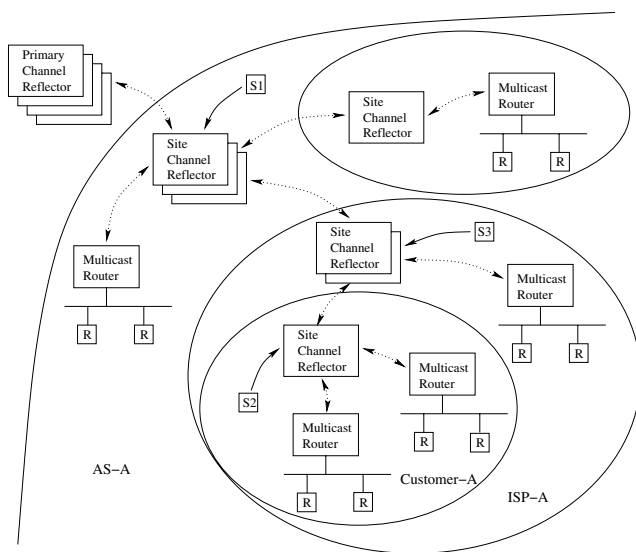 Primary
Channel
Reflector
S1
Site
Channel
Reflector
Site
Channel
Reflector
Multicast
Router
R
R
Multicast
Router
R
R
Site
Channel
Reflector
S3
Multicast
Router
R
R
Site
Channel
Reflector
S2
Multicast
Router
R
R
Multicast
Router
R
R
AS-A
Customer-A
ISP-A